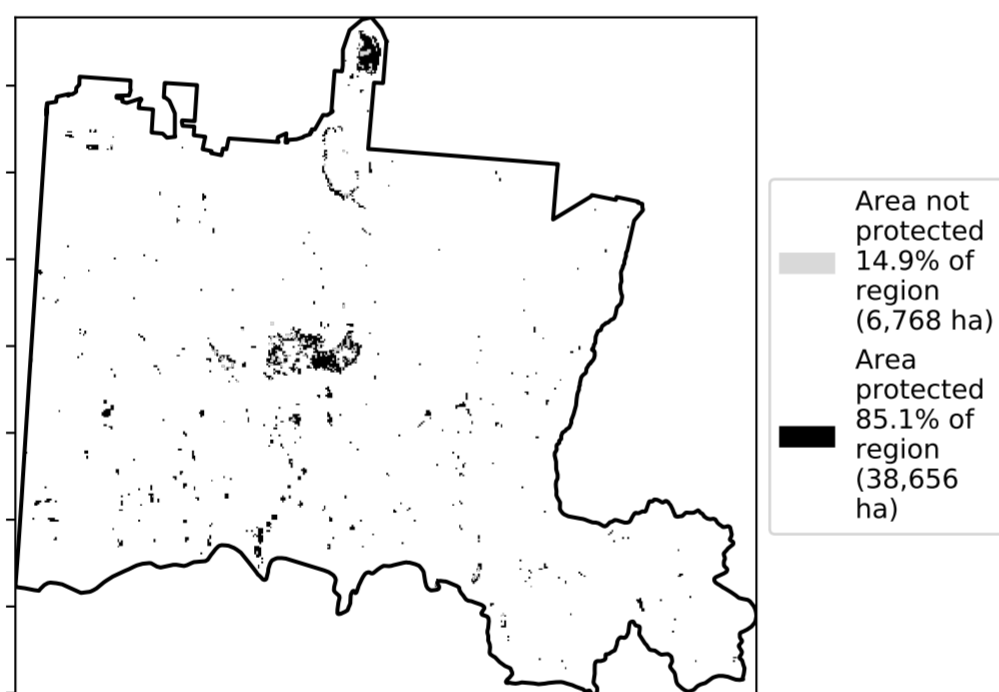 Area not
protected
14.9% of
region
(6,768 ha)
Area
protected
85.1% of
region
(38,656
ha)